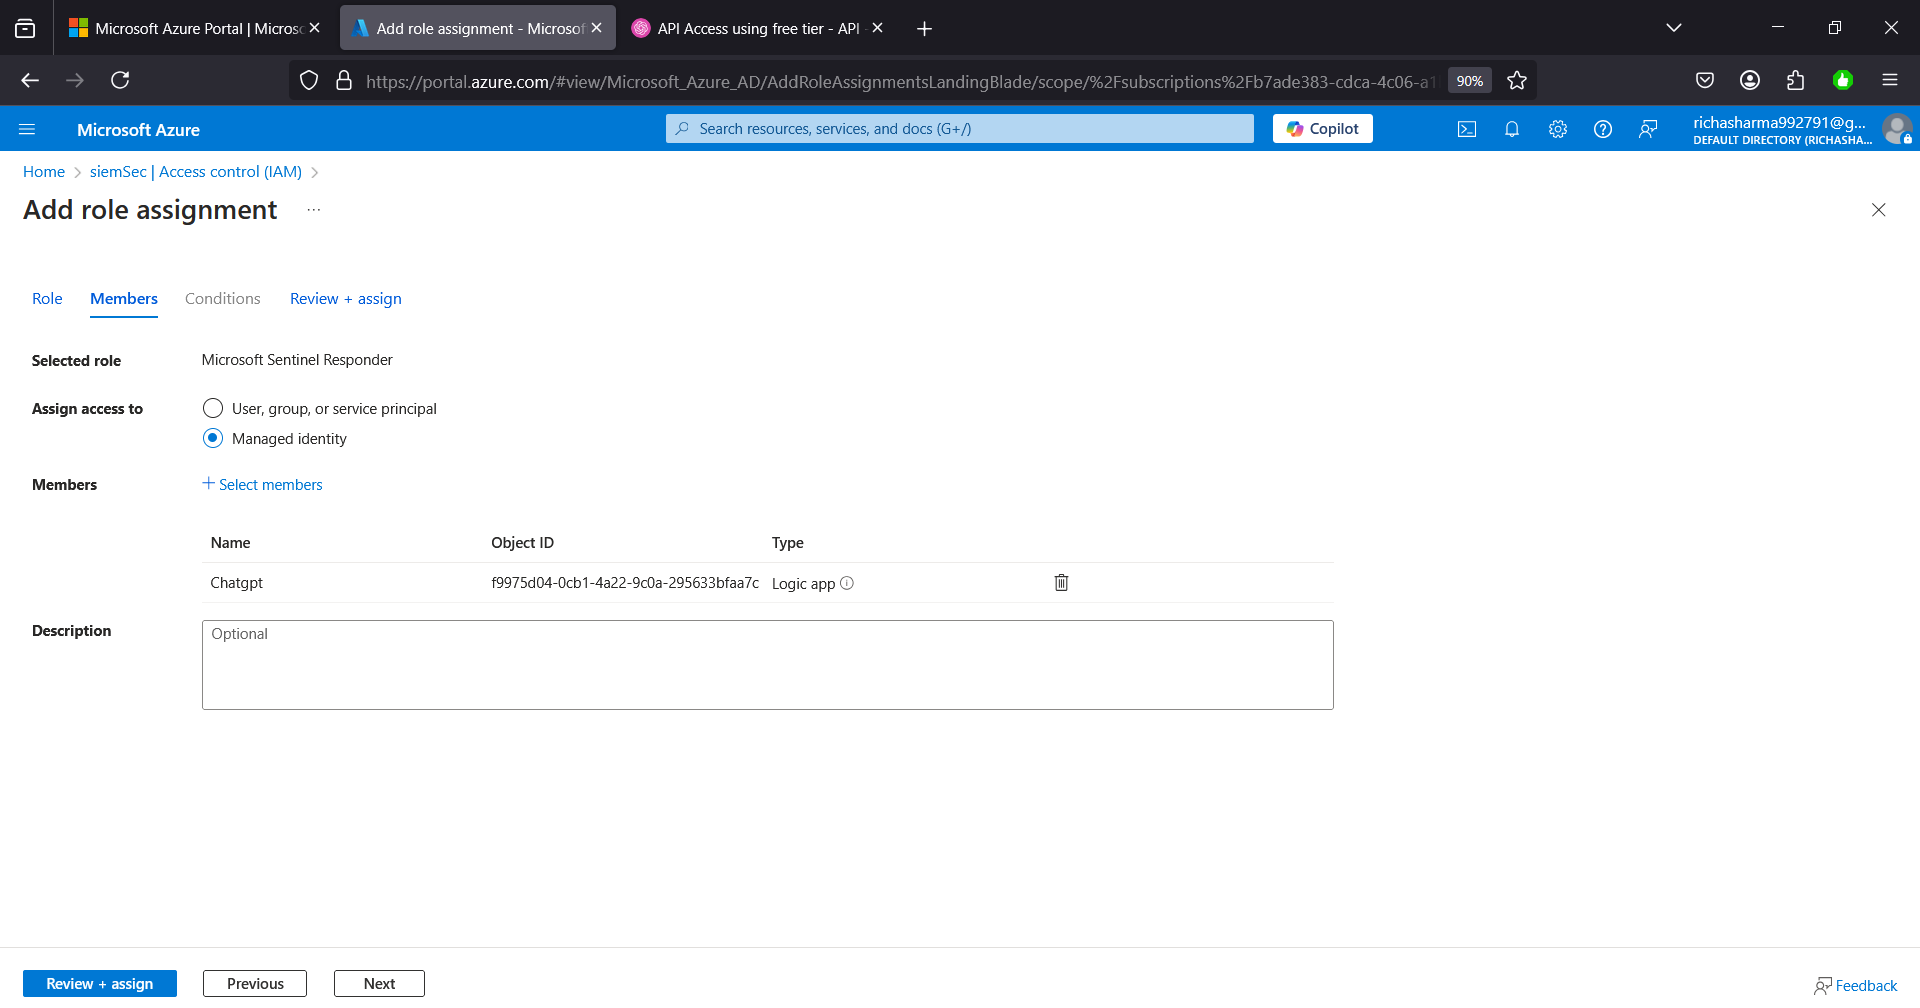 Microsoft Azure Portal | Microso
Add role assignment - Microsof
API Access using free tier - API -
https://portal.azure.com/#view/Microsoft_Azure_AD/AddRoleAssignmentsLandingBlade/scope/%2Fsubscriptions%2Fb7ade383-cdca-4c06-a1
90%
Microsoft Azure
Search resources, services, and docs (G+/)
Copilot
richasharma992791@g...
DEFAULT DIRECTORY (RICHASHA...
Home > siemSec | Access control (IAM) >
Add role assignment ...
Role Members Conditions Review + assign
Selected role Microsoft Sentinel Responder
Assign access to User, group, or service principal
Managed identity
Members + Select members
Name Object ID Type
Chatgpt f9975d04-0cb1-4a22-9c0a-295633bfaa7c Logic app
Description Optional
Review + assign Previous Next
Feedback